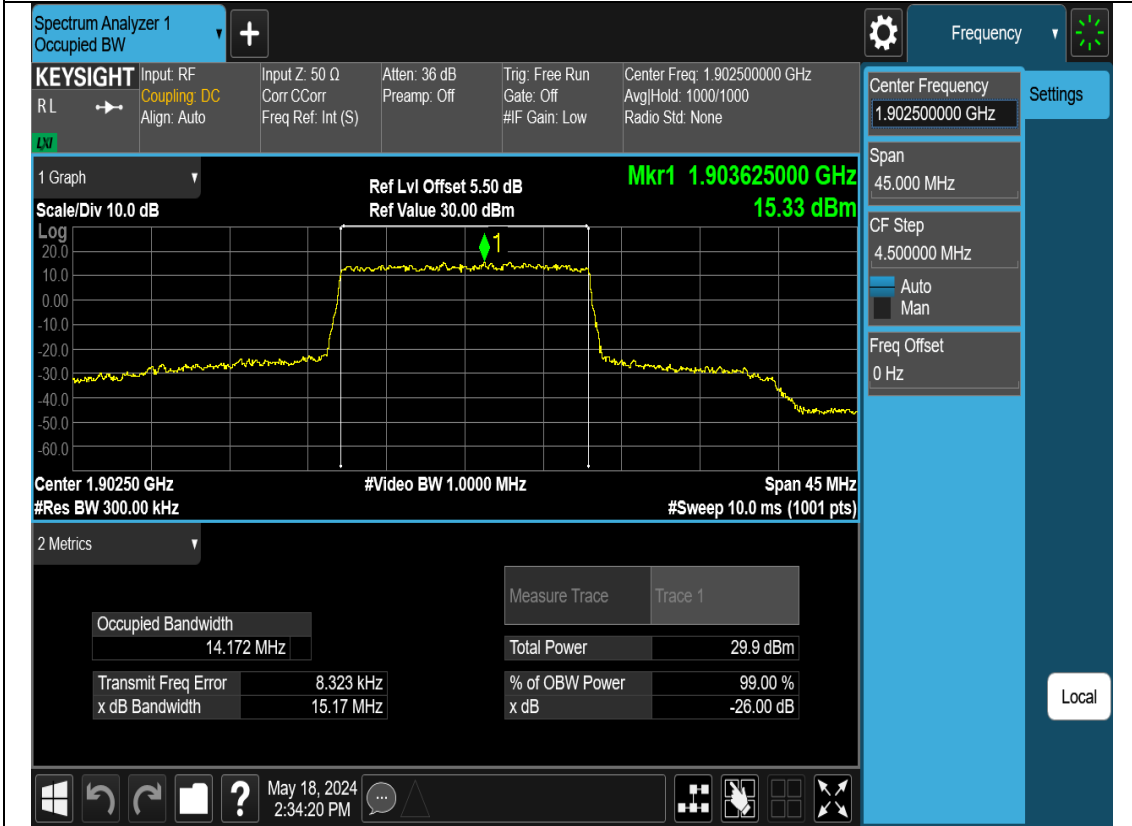 Spectrum Analyzer 1
Occupied BW
+
Frequency
KEYSIGHT
R L
LXI
Input: RF
Coupling: DC
Align: Auto
Input Z: 50 Ω
Corr CCorr
Freq Ref: Int (S)
Atten: 36 dB
Preamp: Off
Trig: Free Run
Gate: Off
#IF Gain: Low
Center Freq: 1.902500000 GHz
Avg|Hold: 1000/1000
Radio Std: None
Center Frequency
1.902500000 GHz
Settings
Span
45.000 MHz
CF Step
4.500000 MHz
Auto
Man
Freq Offset
0 Hz
Local
1 Graph
Scale/Div 10.0 dB
Ref Lvl Offset 5.50 dB
Ref Value 30.00 dBm
Mkr1 1.903625000 GHz
15.33 dBm
Log
1
20.0
10.0
0.00
-10.0
-20.0
-30.0
-40.0
-50.0
-60.0
Center 1.90250 GHz
#Video BW 1.0000 MHz
Span 45 MHz
#Res BW 300.00 kHz
#Sweep 10.0 ms (1001 pts)
2 Metrics
Measure Trace Trace 1
Occupied Bandwidth
14.172 MHz
Total Power 29.9 dBm
Transmit Freq Error 8.323 kHz
% of OBW Power 99.00 %
x dB Bandwidth 15.17 MHz
x dB -26.00 dB
?
May 18, 2024
2:34:20 PM